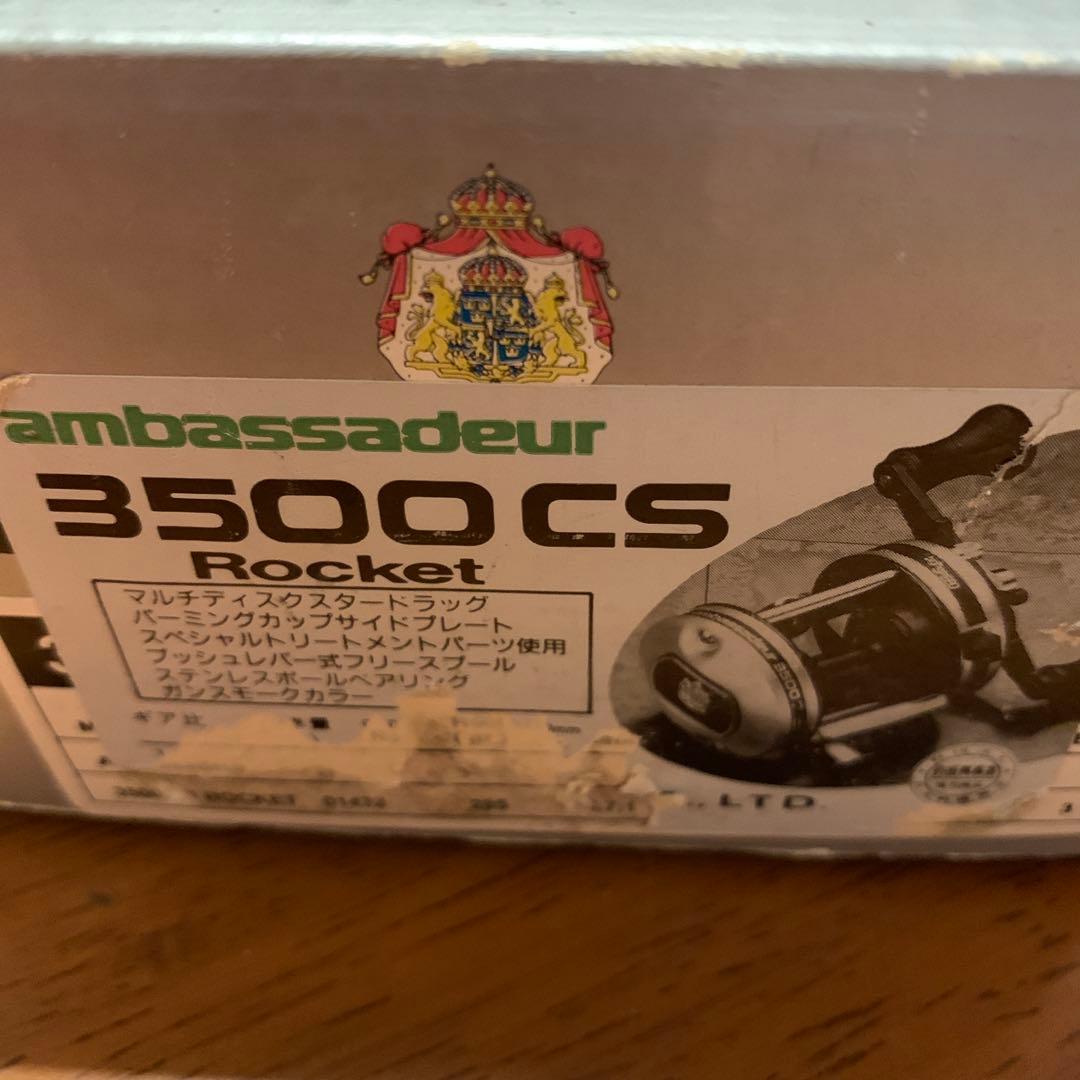 ambassadeur
3500 CS
Rocket
マルチディスクスタードラッグ
パーミングカップサイドプレート
スペシャルトリートメントパーツ使用
プッシュレバー式フリースプール
ステンレスボールベアリング
ガンスモークカラー
ギア比
ROCKET
LTD.